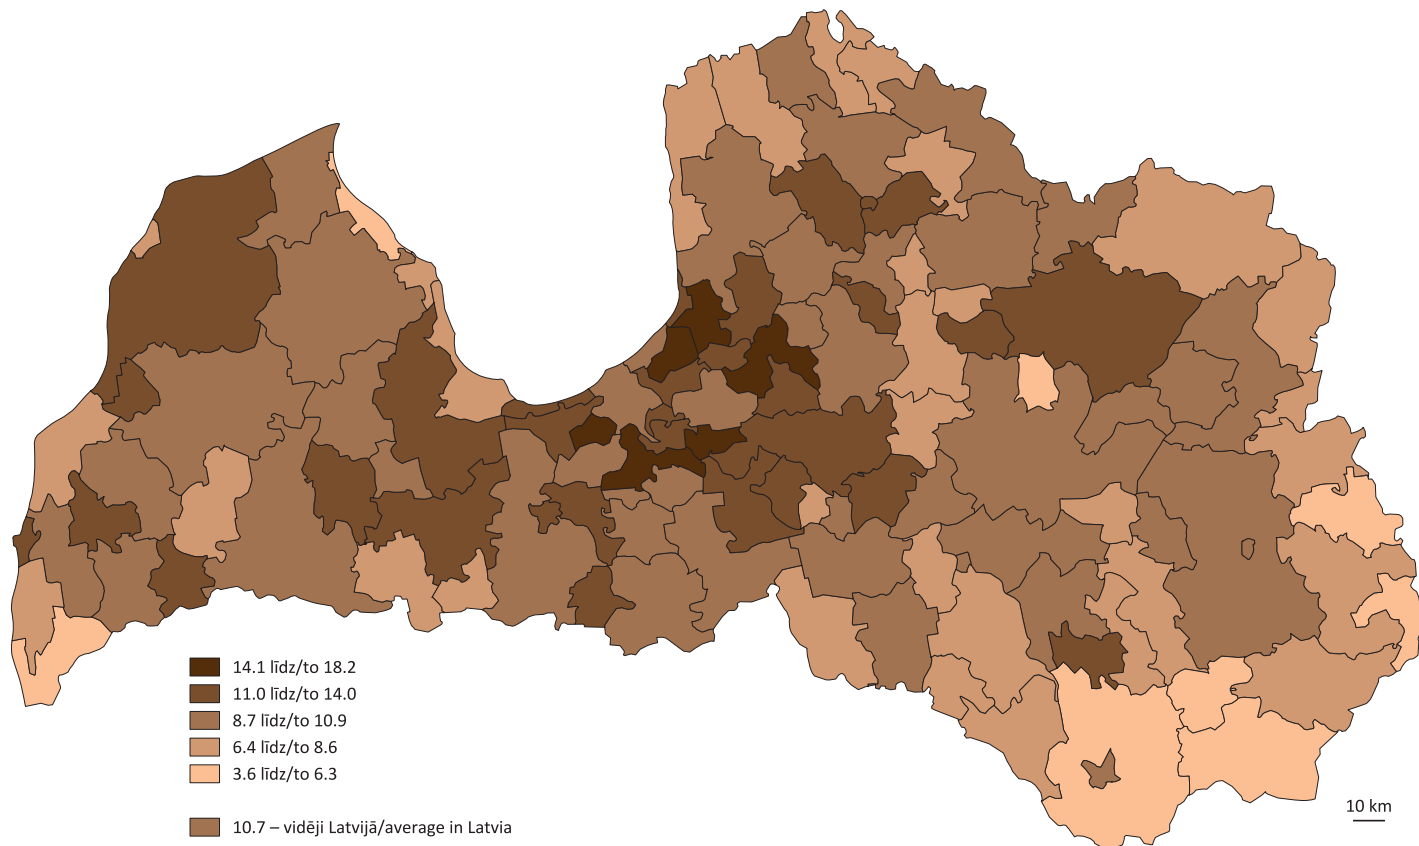 14.1 līdz/to 18.2
11.0 līdz/to 14.0
8.7 līdz/to 10.9
6.4 līdz/to 8.6
3.6 līdz/to 6.3
10.7 – vidēji Latvijā/average in Latvia
10 km